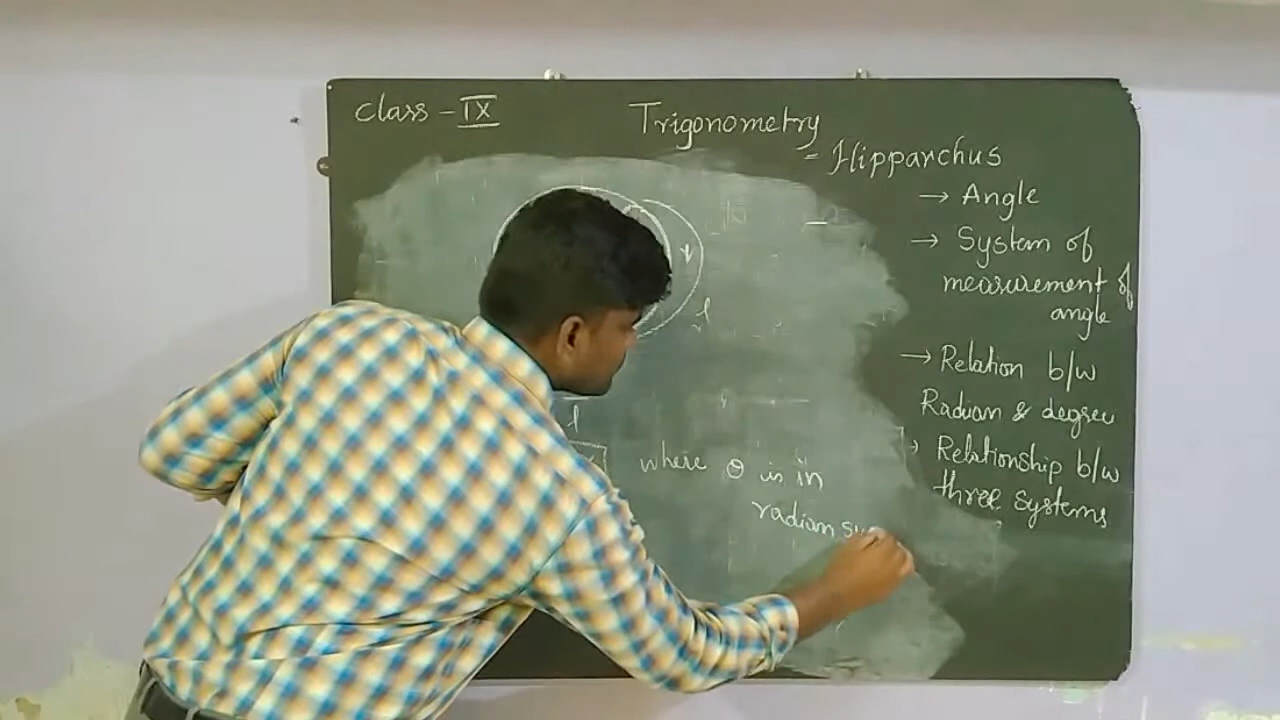 Class - IX
Trigonometry
= Hipparchus
→ Angle
→ System of
measurement of
angle
→ Relation b/w
Radian & degree
→ Relationship b/w
three systems
l
l
where θ is in
radian sy